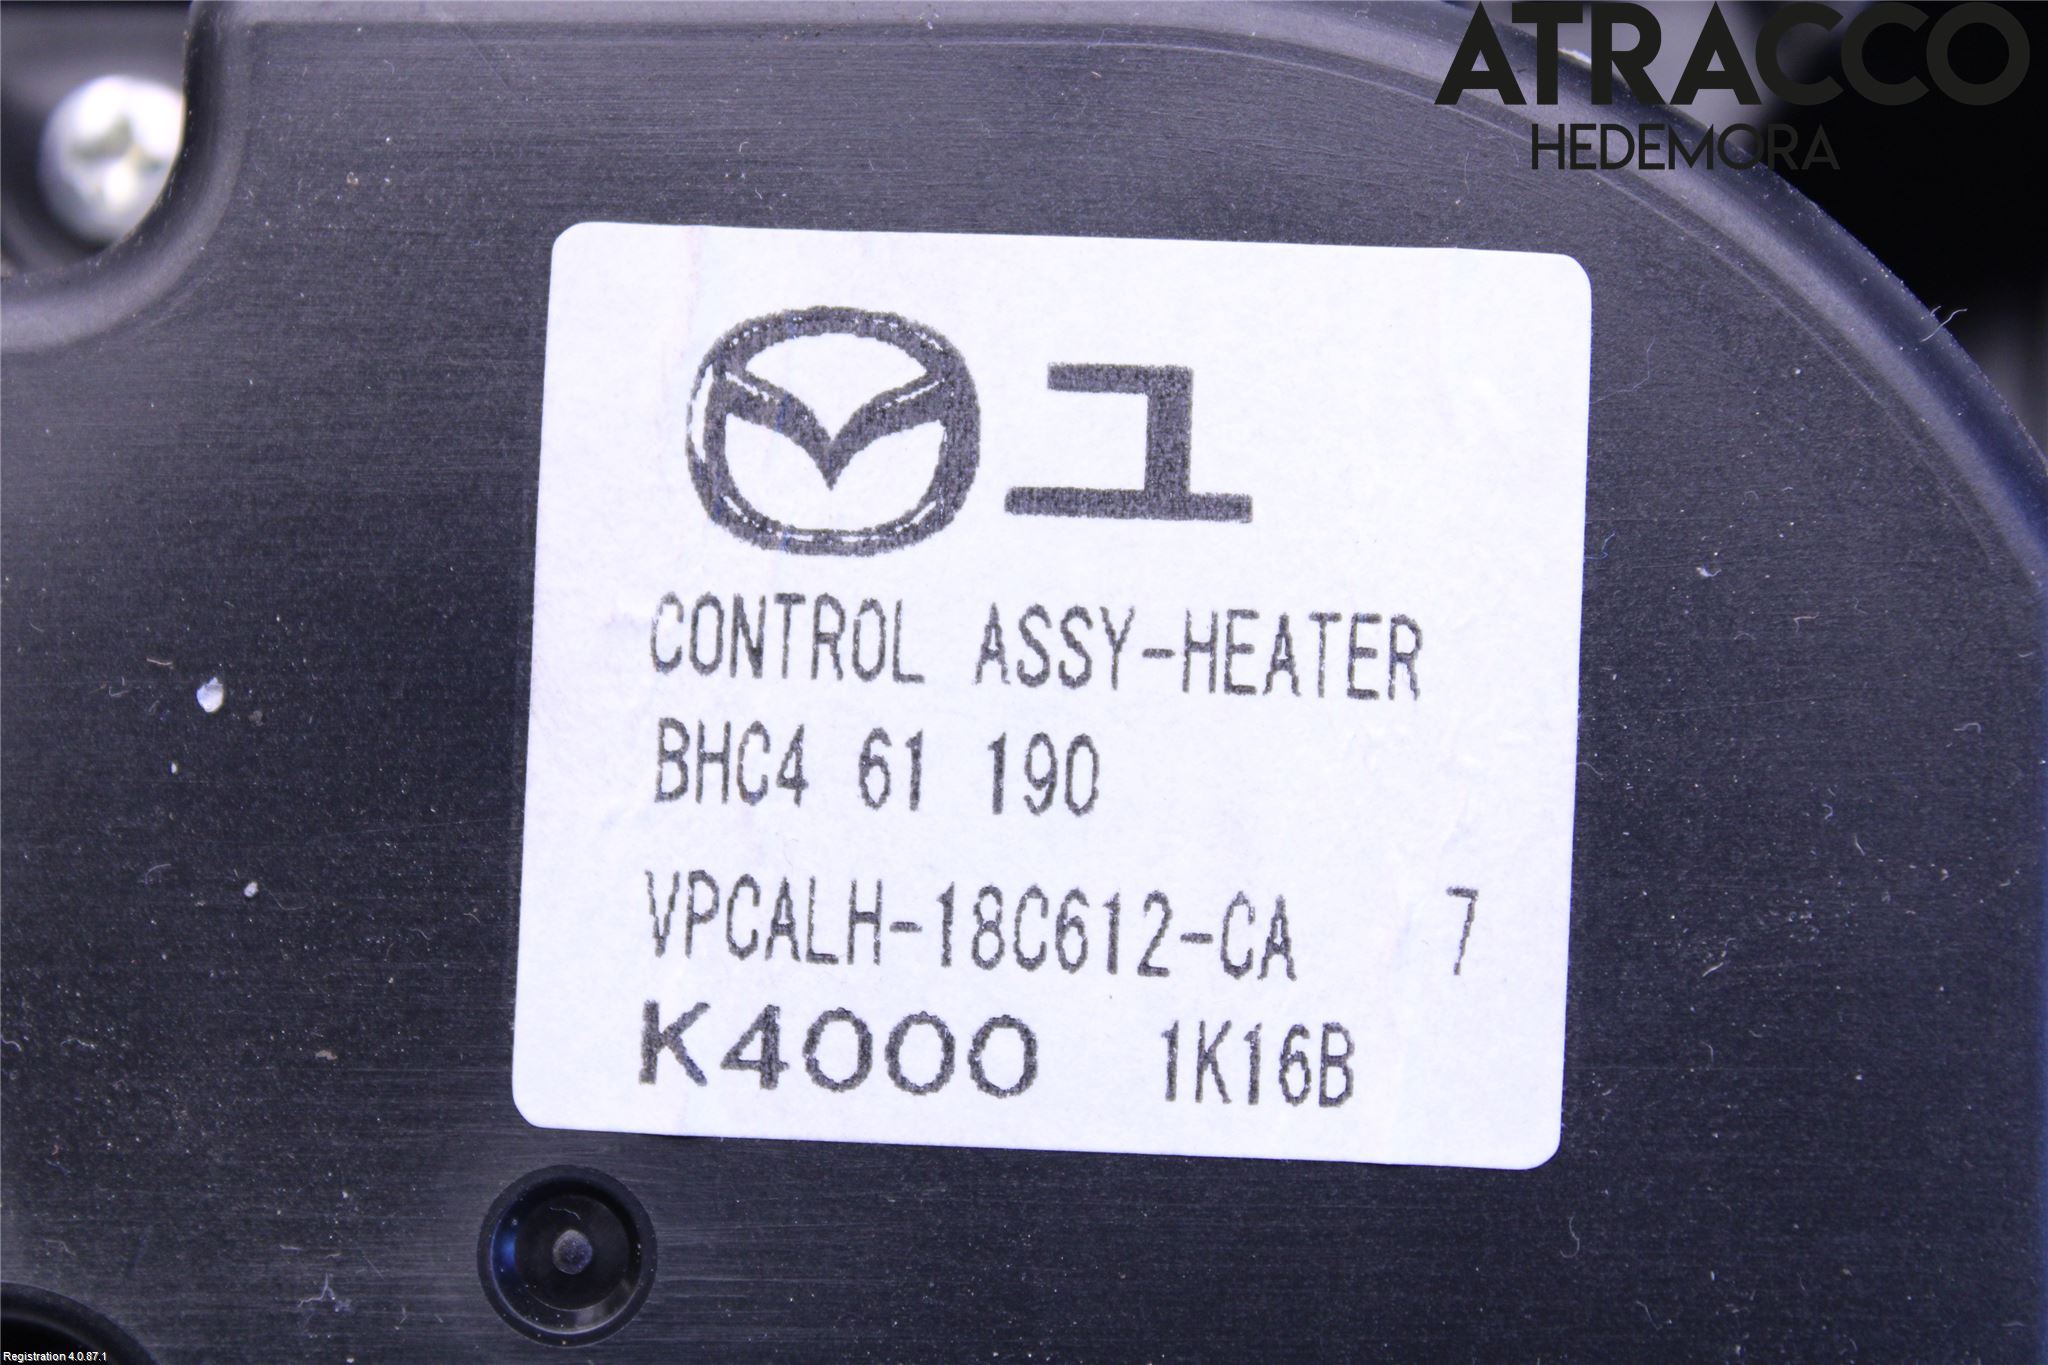 ATRACCO
HEDEMORA
1
CONTROL ASSY-HEATER
BHC4 61 190
VPCALH-18C612-CA 7
K4000 1K16B
Registration 4.0.87.1